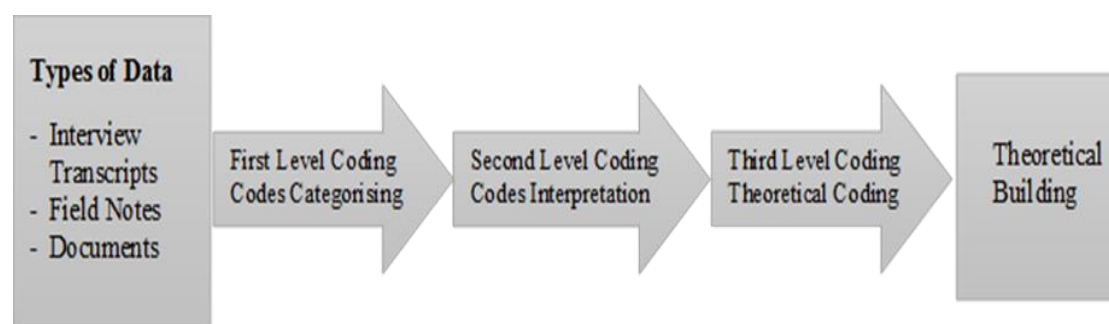 Types of Data
- Interview
Transcripts
- Field Notes
- Documents
First Level Coding
Codes Categorising
Second Level Coding
Codes Interpretation
Third Level Coding
Theoretical Coding
Theoretical
Building